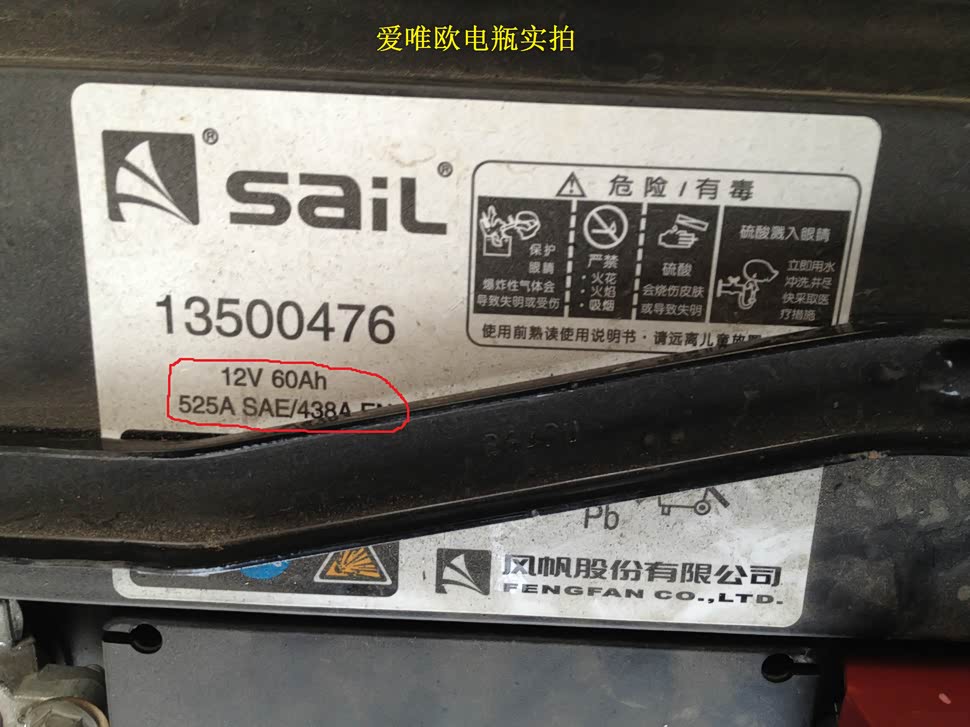 爱唯欧电瓶实拍
® sail®
13500476
12V 60Ah
525A SAE/438A EN
危险/有毒
保护
眼睛
爆炸性气体会
导致失明或受伤
严禁
·火花
·火焰
·吸烟
硫酸
会烧伤皮肤
或导致失明
硫酸溅入眼睛
立即用水
冲洗并尽
快采取医
疗措施
使用前熟读使用说明书·请远离儿童放置
Pb
风帆股份有限公司
FENGFAN CO.,LTD.